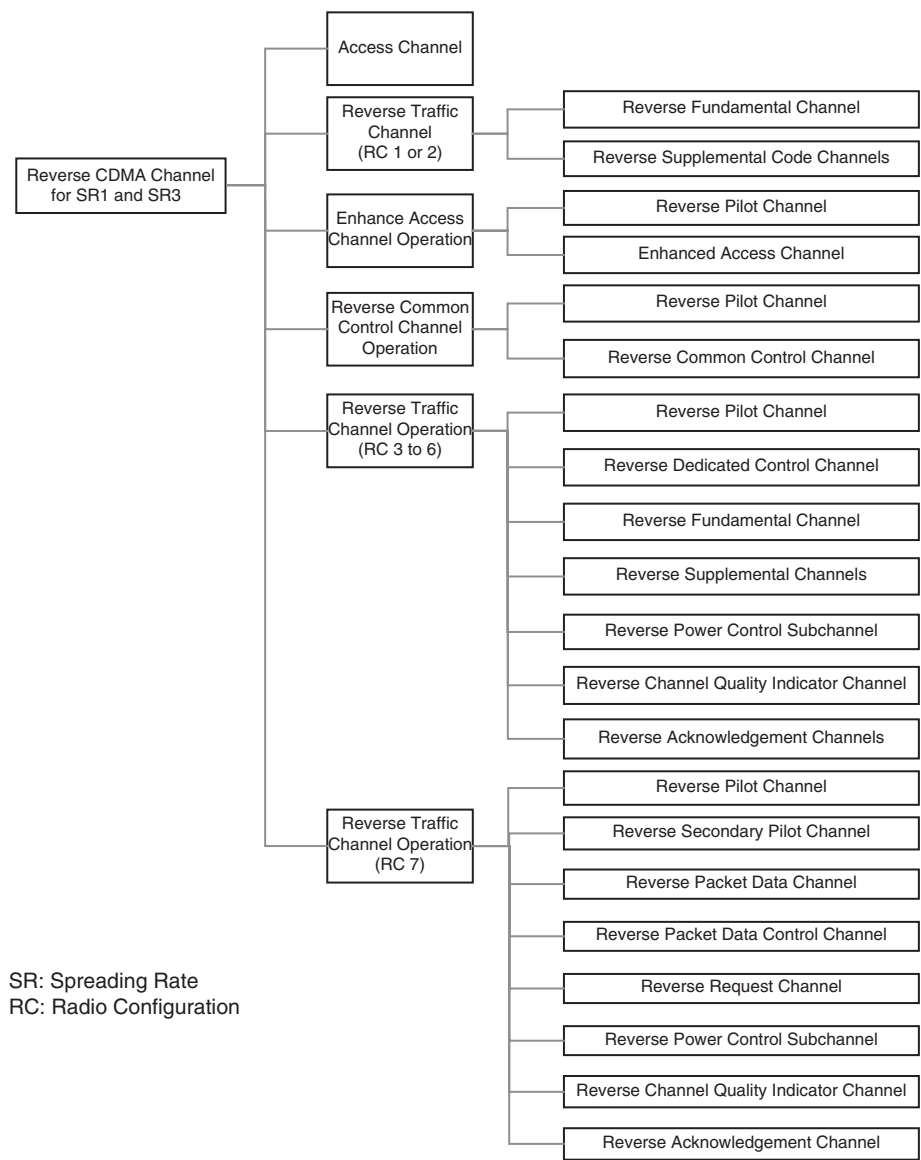 Reverse CDMA Channel
for SR1 and SR3
Access Channel
Reverse Traffic
Channel
(RC 1 or 2)
Reverse Fundamental Channel
Reverse Supplemental Code Channels
Enhance Access
Channel Operation
Reverse Pilot Channel
Enhanced Access Channel
Reverse Common
Control Channel
Operation
Reverse Pilot Channel
Reverse Common Control Channel
Reverse Traffic
Channel Operation
(RC 3 to 6)
Reverse Pilot Channel
Reverse Dedicated Control Channel
Reverse Fundamental Channel
Reverse Supplemental Channels
Reverse Power Control Subchannel
Reverse Channel Quality Indicator Channel
Reverse Acknowledgement Channels
Reverse Traffic
Channel Operation
(RC 7)
Reverse Pilot Channel
Reverse Secondary Pilot Channel
Reverse Packet Data Channel
Reverse Packet Data Control Channel
Reverse Request Channel
Reverse Power Control Subchannel
Reverse Channel Quality Indicator Channel
Reverse Acknowledgement Channel
SR: Spreading Rate
RC: Radio Configuration